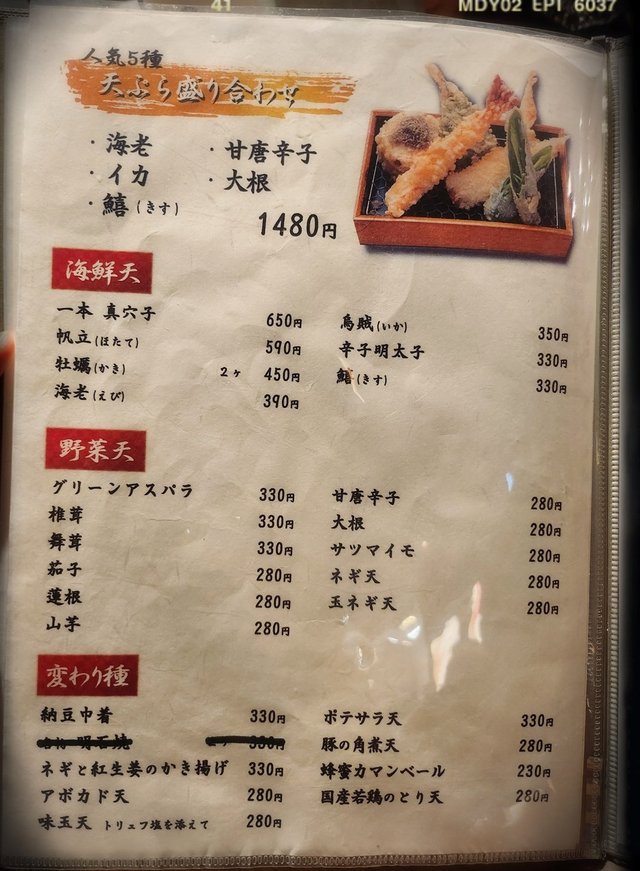 41
MDY02 EPI 6037
人気5種
天ぷら盛り合わせ
・海老
・イカ
・鱚(きす)
・甘唐辛子
・大根
1480円
海鮮天
一本 真穴子 650円
帆立(ほたて) 590円
牡蠣(かき) 2ヶ 450円
海老(えび) 390円
烏賊(いか) 350円
辛子明太子 330円
鱚(きす) 330円
野菜天
グリーンアスパラ 330円
椎茸 330円
舞茸 330円
茄子 280円
蓮根 280円
山芋 280円
甘唐辛子 280円
大根 280円
サツマイモ 280円
ネギ天 280円
玉ネギ天 280円
変わり種
納豆巾着 330円
明石焼 330円
ネギと紅生姜のかき揚げ 330円
アボカド天 280円
味玉天 トリュフ塩を添えて 280円
ポテサラ天 330円
豚の角煮天 280円
蜂蜜カマンベール 230円
国産若鶏のとり天 280円